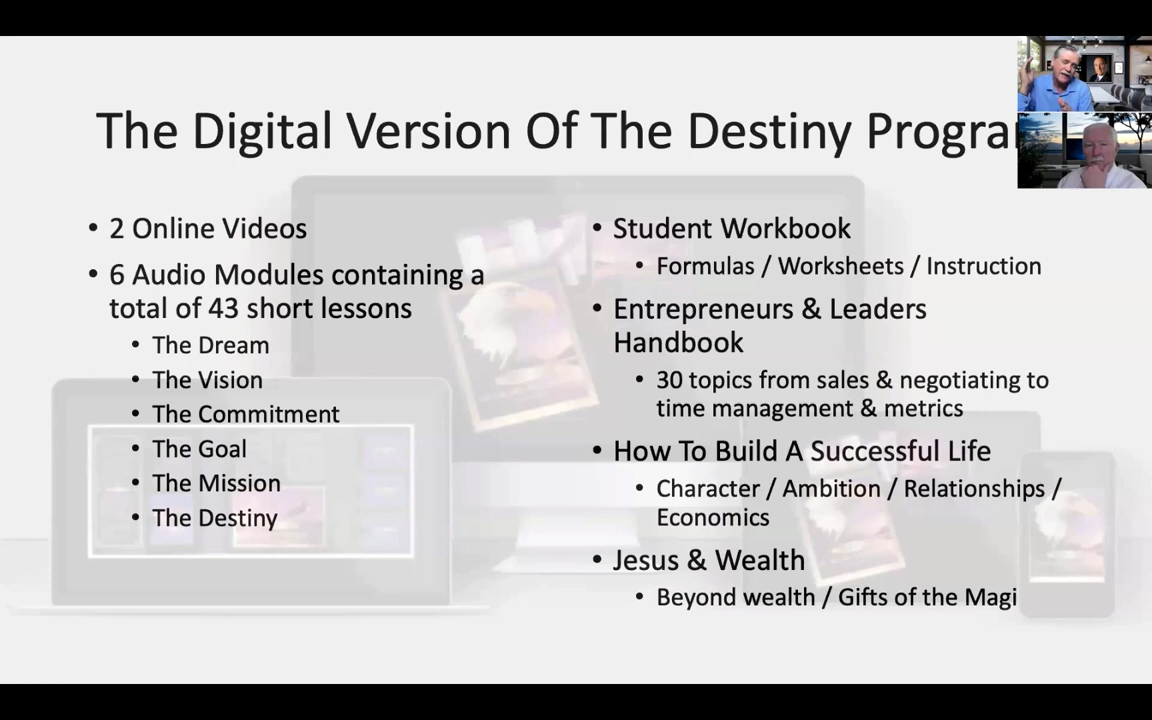 The Digital Version Of The Destiny Progra
• 2 Online Videos
• 6 Audio Modules containing a
total of 43 short lessons
• The Dream
• The Vision
• The Commitment
• The Goal
• The Mission
• The Destiny
• Student Workbook
• Formulas / Worksheets / Instruction
• Entrepreneurs & Leaders
Handbook
• 30 topics from sales & negotiating to
time management & metrics
• How To Build A Successful Life
• Character / Ambition / Relationships /
Economics
• Jesus & Wealth
• Beyond wealth / Gifts of the Magi